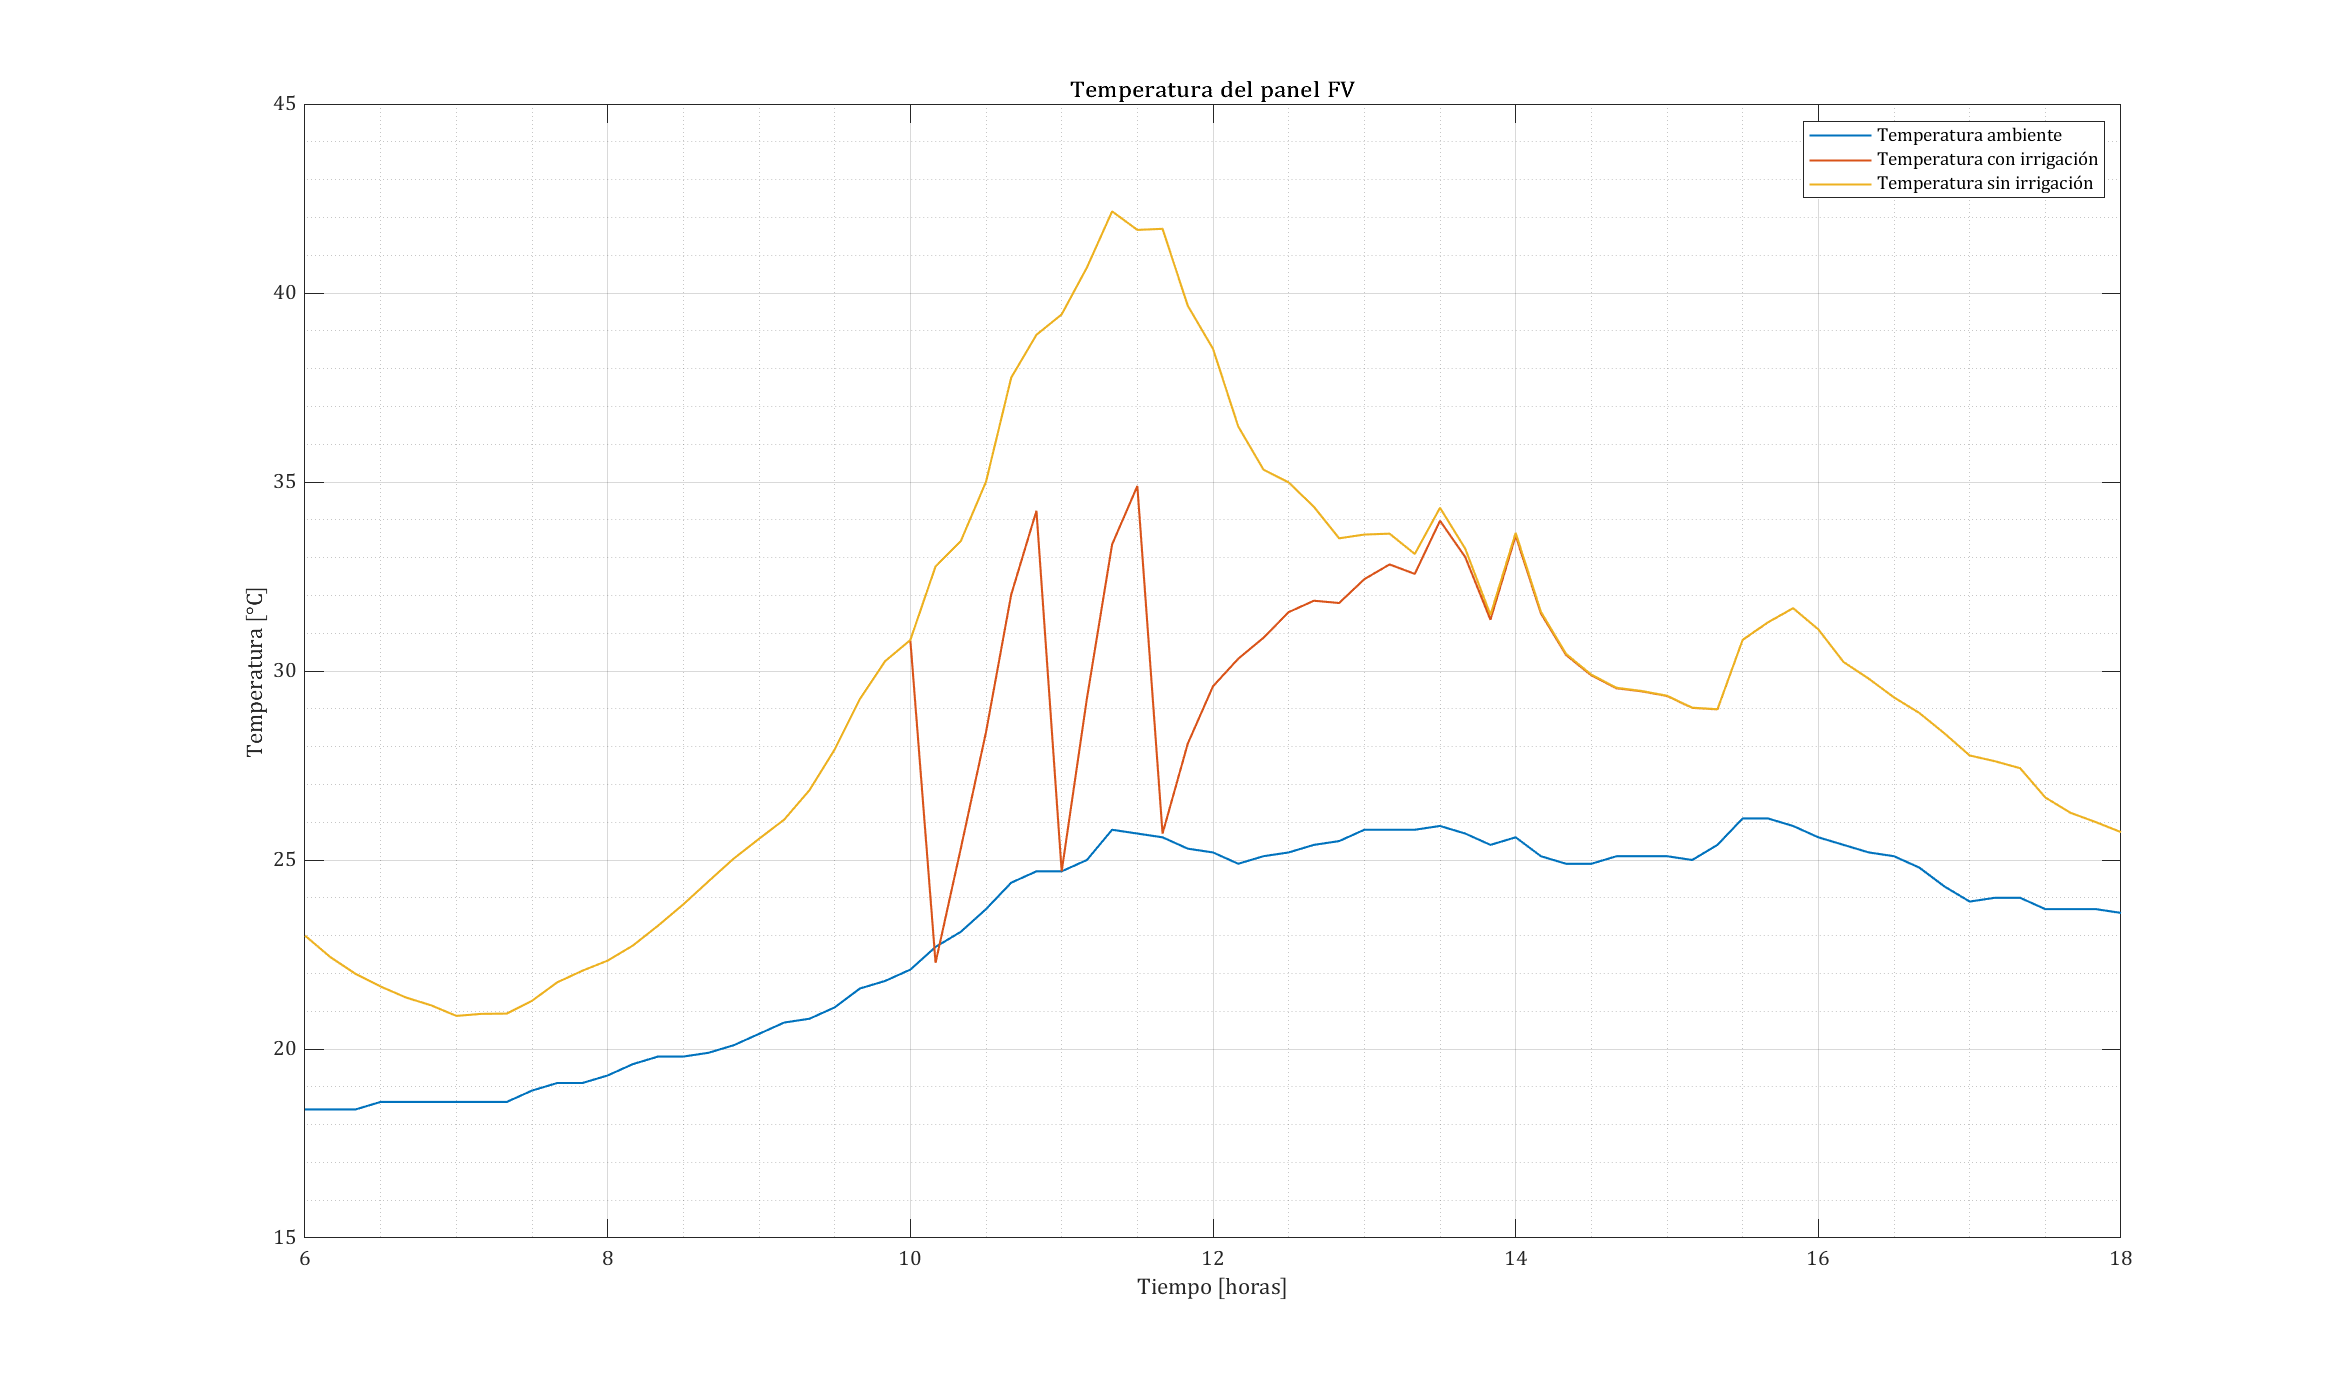 Temperatura del panel FV
Temperatura ambiente
Temperatura con irrigación
Temperatura sin irrigación
45
40
35
30
25
20
15
Temperatura [°C]
6 8 10 12 14 16 18
Tiempo [horas]